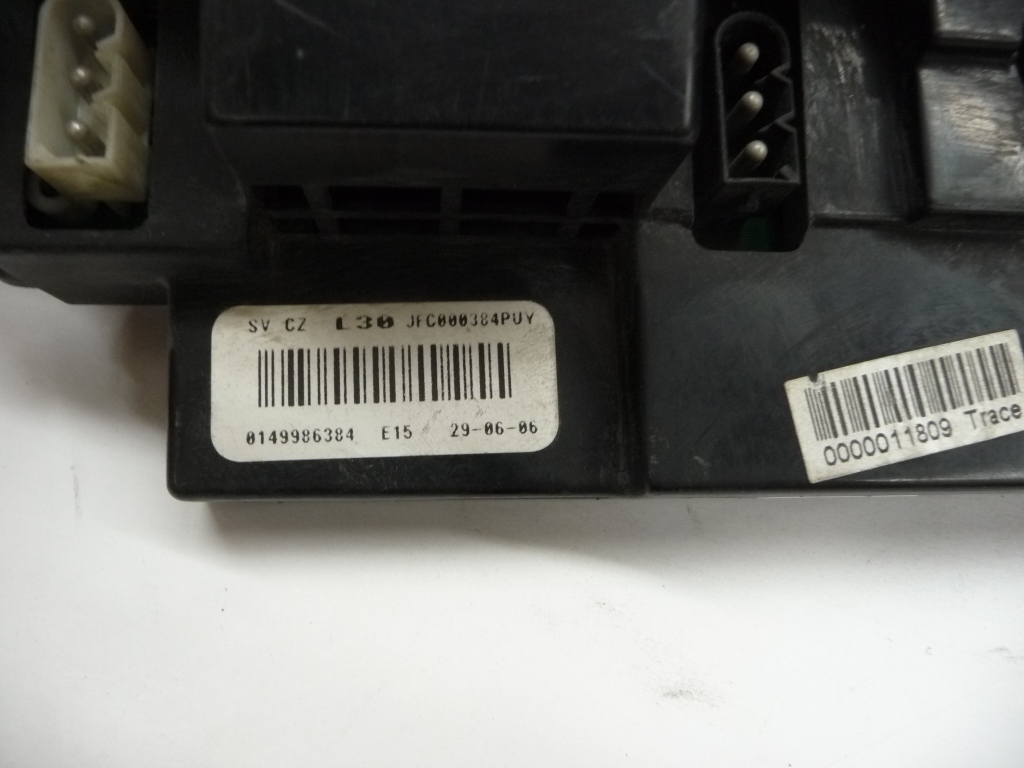 SV CZ L30 JFC000384PUY
0149986384 E15 29-06-06
0000011809 Trace